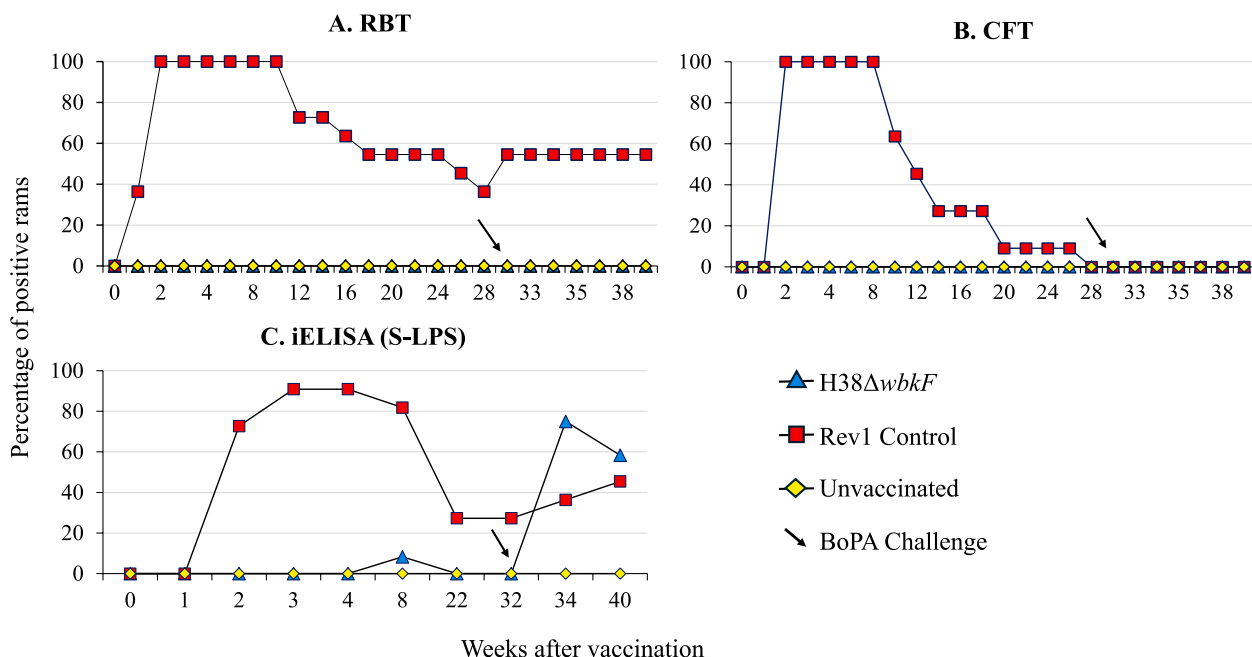 A. RBT
100
80
60
40
20
0
0 2 4 8 12 16 20 24 28 33 35 38
B. CFT
100
80
60
40
20
0
0 2 4 8 12 16 20 24 28 33 35 38
C. iELISA (S-LPS)
100
80
60
40
20
0
0 1 2 3 4 8 22 32 34 40
Percentage of positive rams
Weeks after vaccination
H38ΔwbkF
Rev1 Control
Unvaccinated
BoPA Challenge